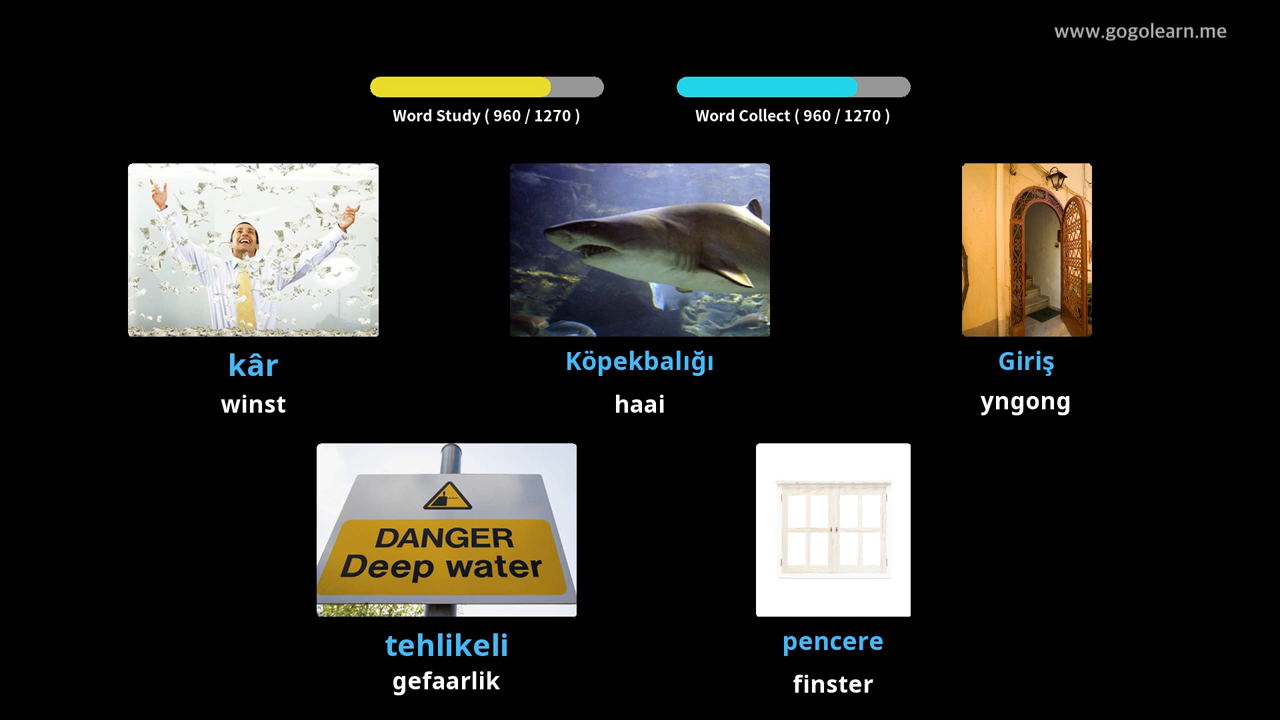 www.gogolearn.me
Word Study ( 960 / 1270 )
Word Collect ( 960 / 1270 )
kâr
winst
Köpekbalığı
haai
Giriş
yngong
DANGER
Deep water
tehlikeli
gefaarlik
pencere
finster